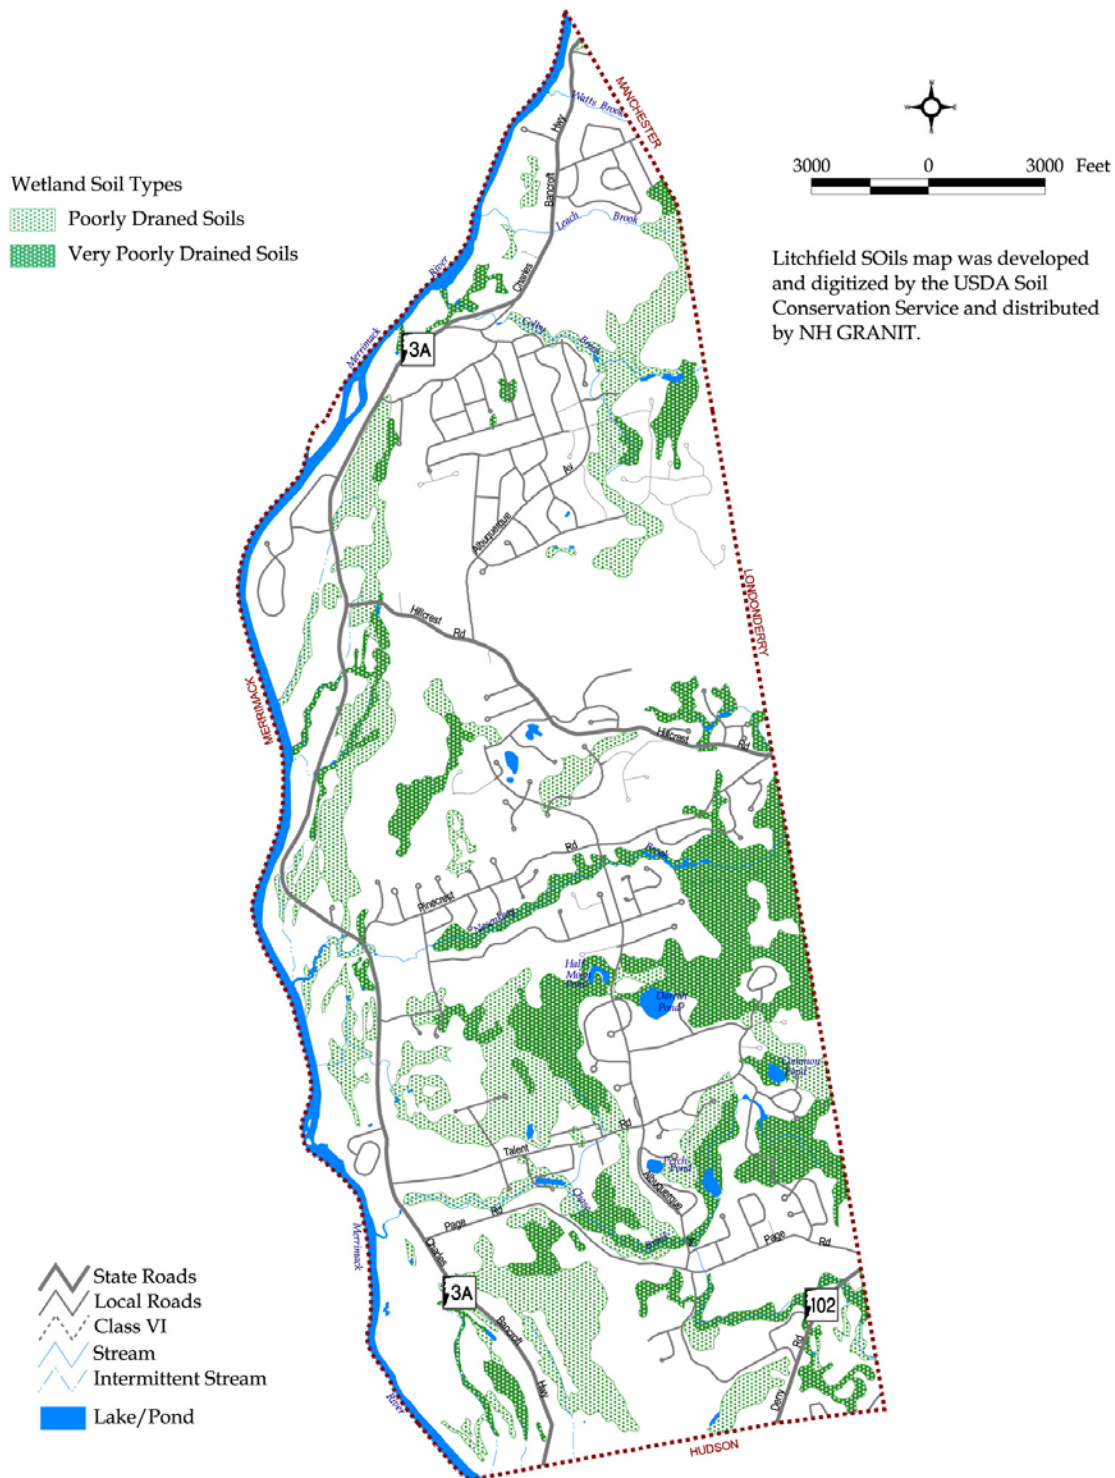 MANCHESTER
Watts Brook
N
W E
S
3000 0 3000 Feet
Wetland Soil Types
Poorly Draned Soils
Very Poorly Drained Soils
Litchfield SOils map was developed
and digitized by the USDA Soil
Conservation Service and distributed
by NH GRANIT.
Hwy
Bancroft
Charles
Leach Brook
River
Merrimack
Colby Brook
3A
Albuquerque Av
Hillcrest Rd
LONDONDERRY
MERRIMACK
Hillcrest Rd
Pinecrest Rd
Brook
Half
Moon
Pond
Darrah
Pond
Common
Pond
Talent Rd
Perch
Pond
Albuquerque
Av
Chase
Brook
Page Rd
Page Rd
Charles
3A
Bancroft
Hwy
Merrimack
River
102
Derry Rd
HUDSON
State Roads
Local Roads
Class VI
Stream
Intermittent Stream
Lake/Pond